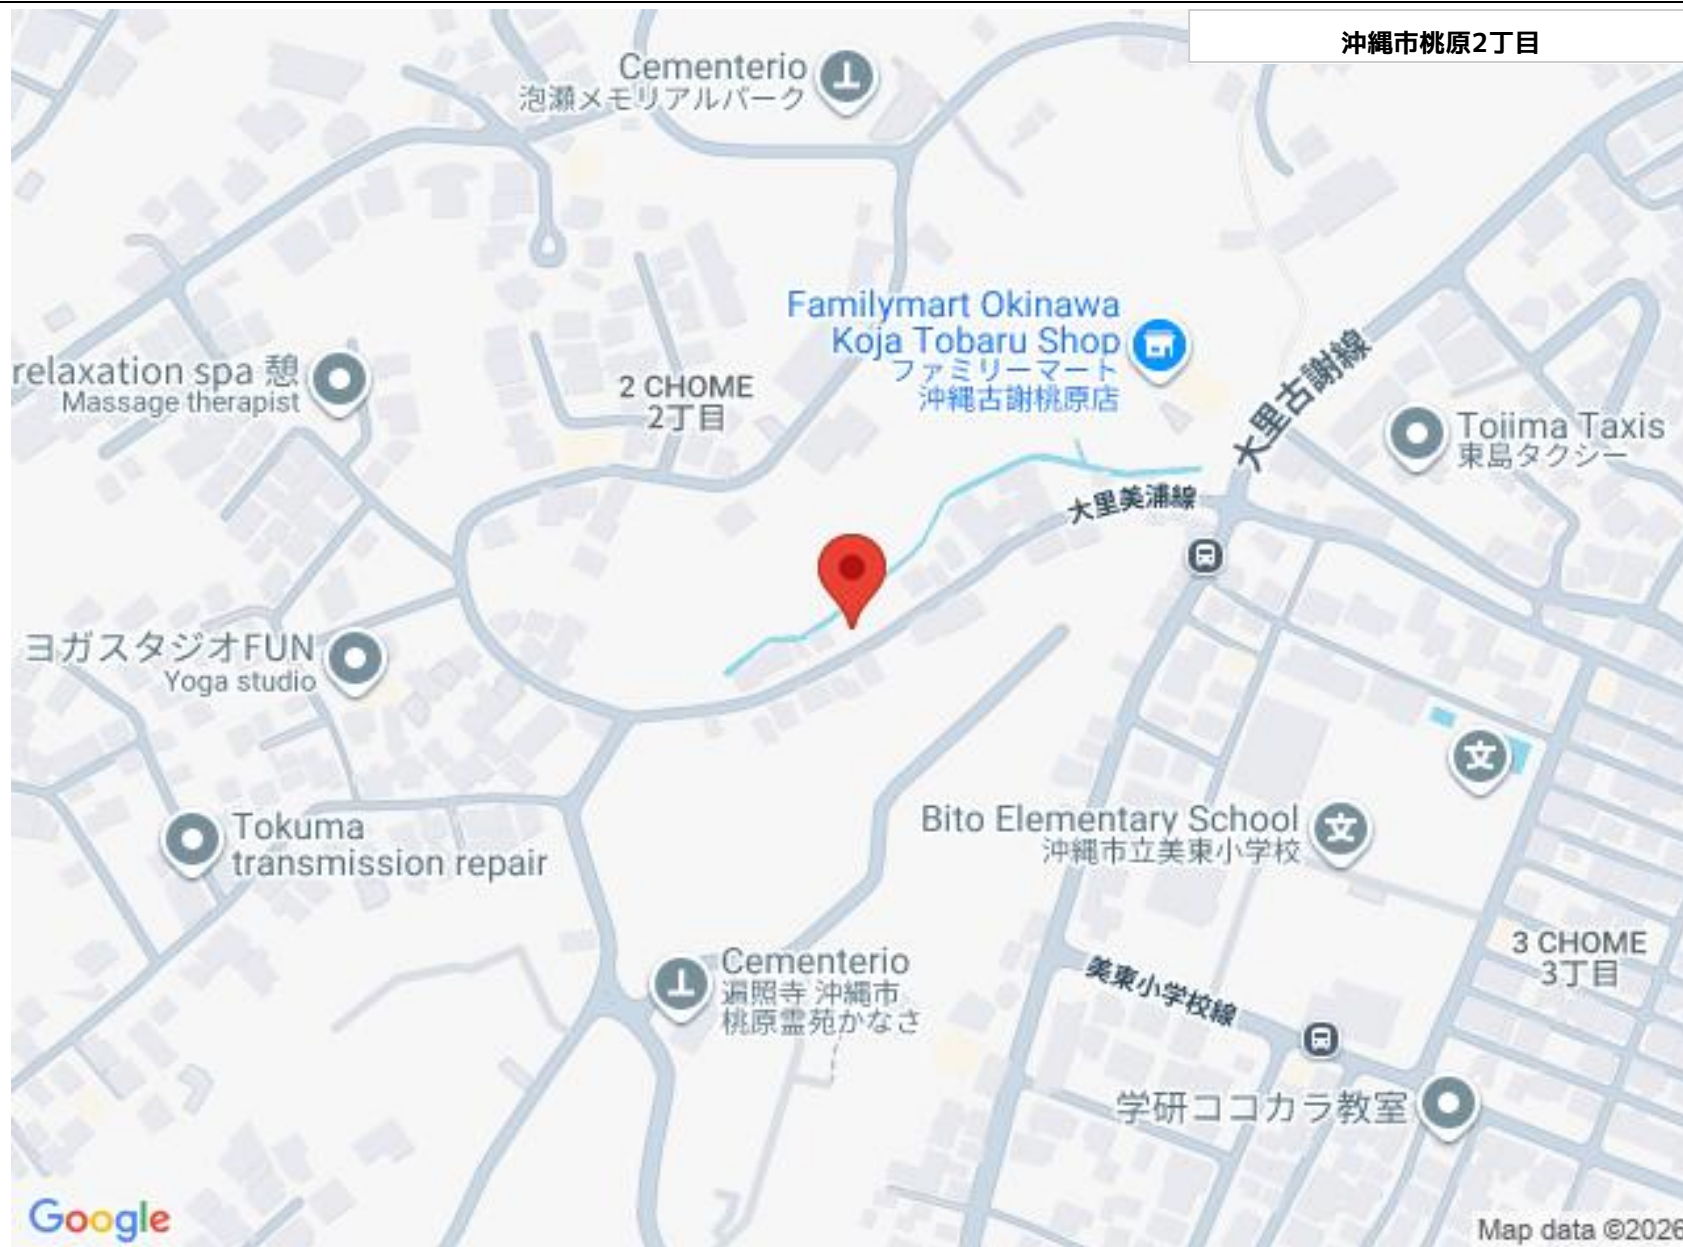 沖縄市桃原2丁目
Cementerio
泡瀬メモリアルパーク
Familymart Okinawa
Koja Tobaru Shop
ファミリーマート
沖縄古謝桃原店
relaxation spa 憩
Massage therapist
2 CHOME
2丁目
大里古謝線
Tojima Taxis
東島タクシー
大里美浦線
ヨガスタジオFUN
Yoga studio
Tokuma
transmission repair
Bito Elementary School
沖縄市立美東小学校
文
文
Cementerio
遍照寺 沖縄市
桃原霊苑かなさ
3 CHOME
3丁目
美東小学校線
学研ココカラ教室
Google
Map data ©2026